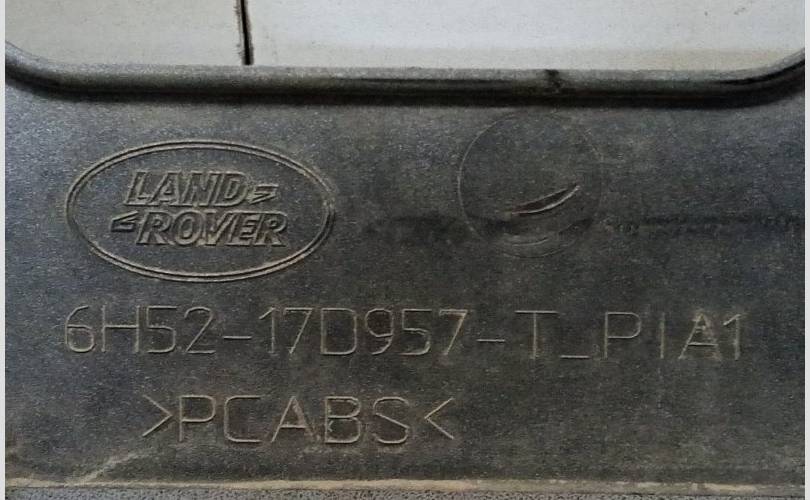 LAND
ROVER
6H52-17D957-T_PIA1
>PCABS<